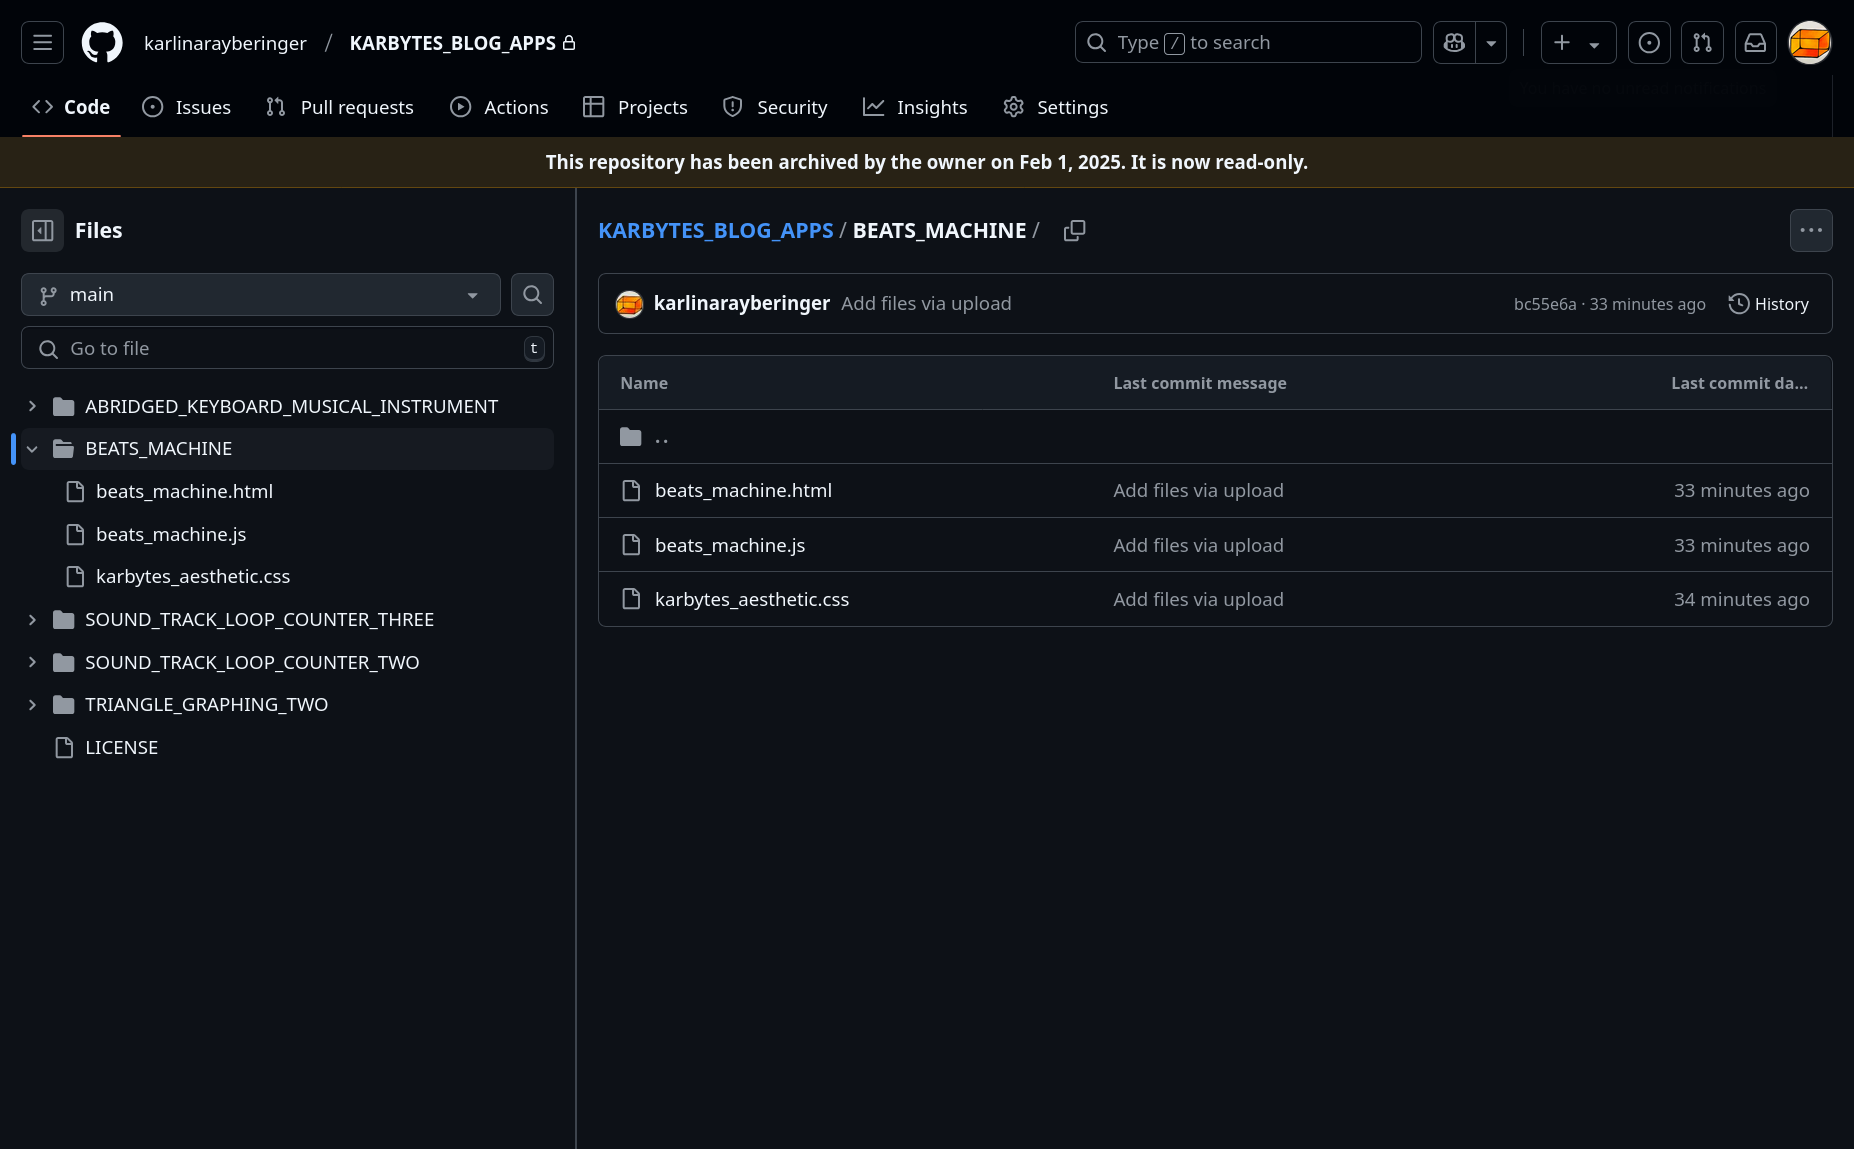 karlinarayberinger / KARBYTES_BLOG_APPS
Type / to search
Code Issues Pull requests Actions Projects Security Insights Settings
This repository has been archived by the owner on Feb 1, 2025. It is now read-only.
Files
main
Go to file t
ABRIDGED_KEYBOARD_MUSICAL_INSTRUMENT
BEATS_MACHINE
beats_machine.html
beats_machine.js
karbytes_aesthetic.css
SOUND_TRACK_LOOP_COUNTER_THREE
SOUND_TRACK_LOOP_COUNTER_TWO
TRIANGLE_GRAPHING_TWO
LICENSE
KARBYTES_BLOG_APPS / BEATS_MACHINE /
karlinarayberinger Add files via upload bc55e6a · 33 minutes ago History
Name Last commit message Last commit da...
..
beats_machine.html Add files via upload 33 minutes ago
beats_machine.js Add files via upload 33 minutes ago
karbytes_aesthetic.css Add files via upload 34 minutes ago